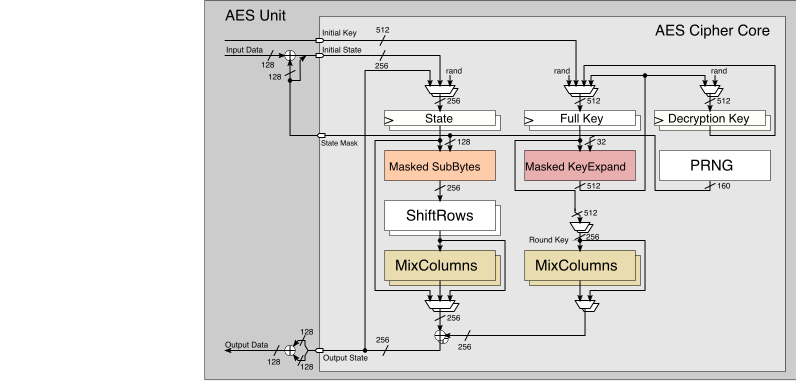 AES Unit
AES Cipher Core
Initial Key
512
Input Data
Initial State
128
256
128
256
rand
rand
rand
256
512
512
State
Full Key
Decryption Key
State Mask
128
32
Masked SubBytes
Masked KeyExpand
PRNG
256
512
160
ShiftRows
512
Round Key
256
MixColumns
MixColumns
256
256
256
Output Data
128
128
128
Output State